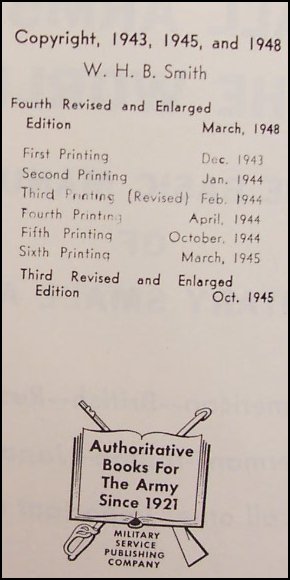 Copyright, 1943, 1945, and 1948
W. H. B. Smith
Fourth Revised and Enlarged
Edition March, 1948
First Printing Dec. 1943
Second Printing Jan. 1944
Third Printing (Revised) Feb. 1944
Fourth Printing April, 1944
Fifth Printing October, 1944
Sixth Printing March, 1945
Third Revised and Enlarged
Edition Oct. 1945
Authoritative
Books For
The Army
Since 1921
MILITARY
SERVICE
PUBLISHING
COMPANY